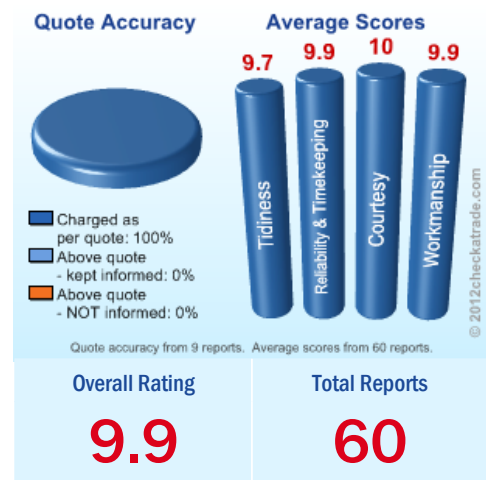 Quote Accuracy
Average Scores
9.7
9.9
10
9.9
Tidiness
Reliability & Timekeeping
Courtesy
Workmanship
Charged as
per quote: 100%
Above quote
- kept informed: 0%
Above quote
- NOT informed: 0%
© 2012checkatrade.com
Quote accuracy from 9 reports. Average scores from 60 reports.
Overall Rating
9.9
Total Reports
60